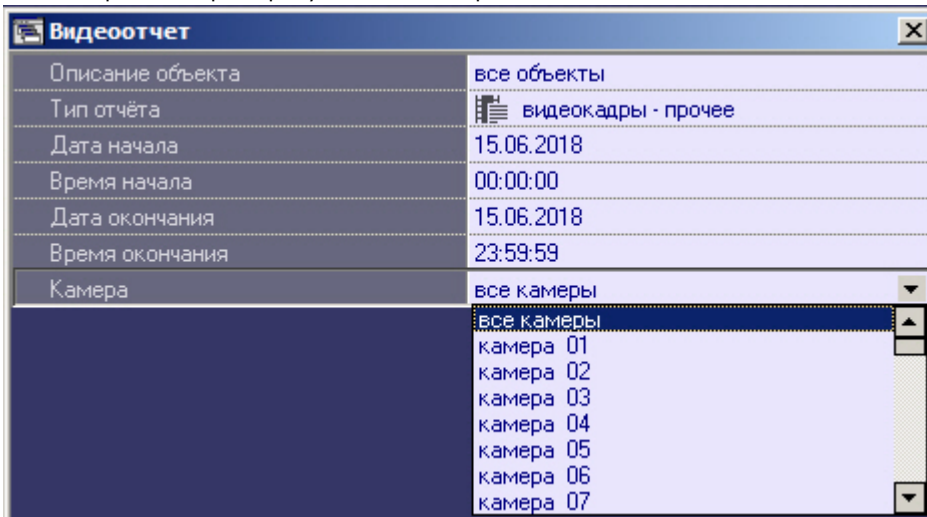 Видеоотчет
Описание объекта все объекты
Тип отчёта видеокадры - прочее
Дата начала 15.06.2018
Время начала 00:00:00
Дата окончания 15.06.2018
Время окончания 23:59:59
Камера все камеры
все камеры
камера 01
камера 02
камера 03
камера 04
камера 05
камера 06
камера 07